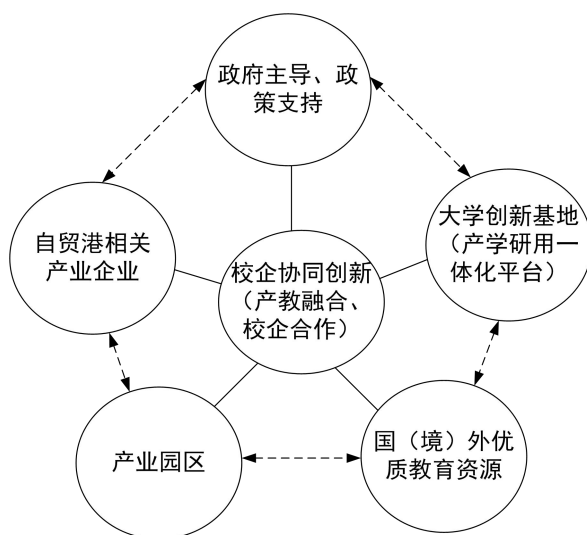 政府主导、政
策支持
自贸港相关
产业企业
大学创新基地
（产学研用一
体化平台）
校企协同创新
（产教融合、
校企合作）
产业园区
国（境）外优
质教育资源